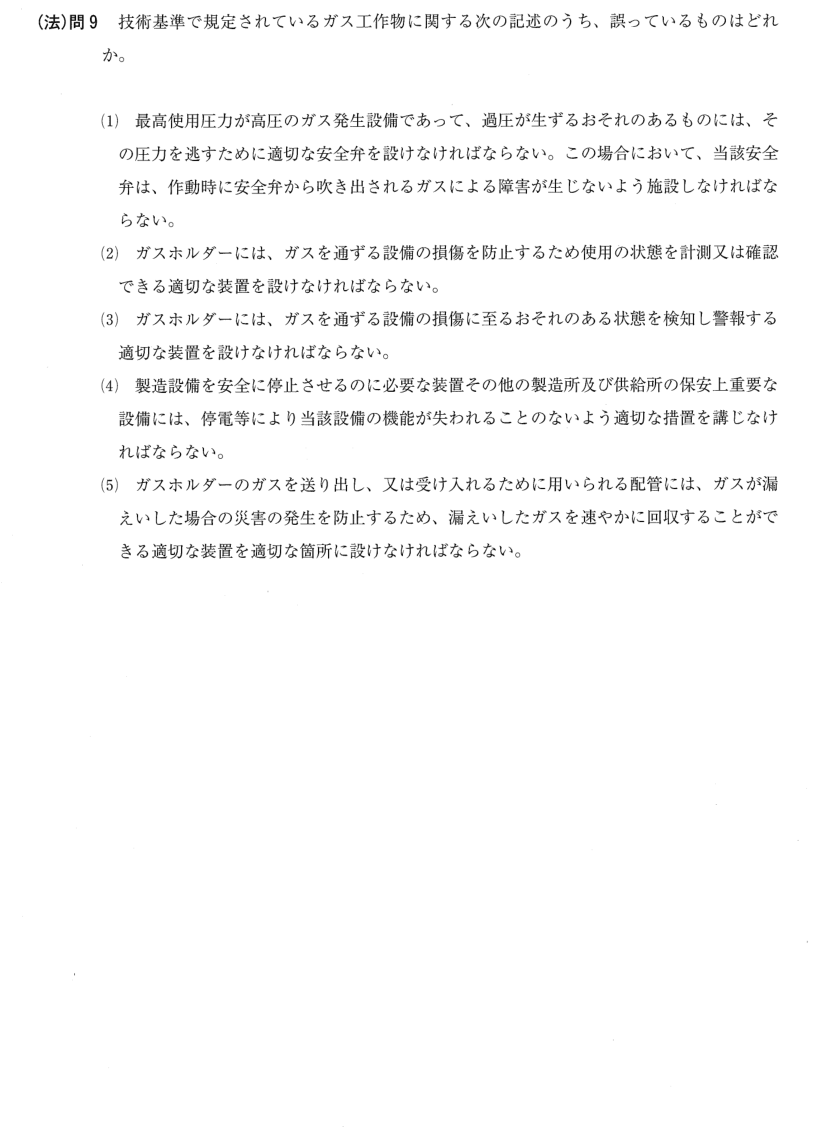 (法)問9 技術基準で規定されているガス工作物に関する次の記述のうち、誤っているものはどれ
か。
⑴ 最高使用圧力が高圧のガス発生設備であって、過圧が生ずるおそれのあるものには、そ
の圧力を逃すために適切な安全弁を設けなければならない。この場合において、当該安全
弁は、作動時に安全弁から吹き出されるガスによる障害が生じないよう施設しなければな
らない。
⑵ ガスホルダーには、ガスを通ずる設備の損傷を防止するため使用の状態を計測又は確認
できる適切な装置を設けなければならない。
⑶ ガスホルダーには、ガスを通ずる設備の損傷に至るおそれのある状態を検知し警報する
適切な装置を設けなければならない。
⑷ 製造設備を安全に停止させるのに必要な装置その他の製造所及び供給所の保安上重要な
設備には、停電等により当該設備の機能が失われることのないよう適切な措置を講じなけ
ればならない。
⑸ ガスホルダーのガスを送り出し、又は受け入れるために用いられる配管には、ガスが漏
えいした場合の災害の発生を防止するため、漏えいしたガスを速やかに回収することがで
きる適切な装置を適切な箇所に設けなければならない。